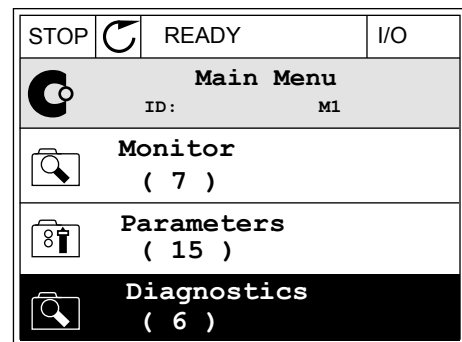 STOP READY I/O
Main Menu
ID: M1
Monitor
( 7 )
Parameters
( 15 )
Diagnostics
( 6 )